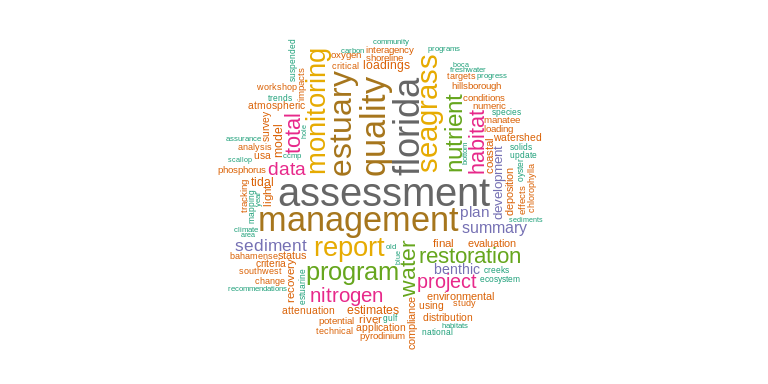 community
carbon
interagency
programs
oxygen
shoreline
critical
loadings
boca
freshwater
suspended
impacts
monitoring
estuary
quality
florida
seagrass
targets
progress
workshop
hillsborough
trends
atmospheric
nutrient
conditions
numeric
species
manatee
loading
survey
model
total
hole
habitat
watershed
assurance
analysis
usa
ccmp
bottom
coastal
solids
update
scallop
phosphorus
data
tidal
light
oyster
chlorophylla
tracking
mapping
year
assessment
development
deposition
effects
management
plan
sediments
climate
area
summary
sediment
report
old
blue
water
final
evaluation
bahamense
status
restoration
criteria
southwest
program
benthic
creeks
change
recovery
estuarine
project
ecosystem
recommendations
nitrogen
environmental
attenuation
estimates
using
study
potential
river
gulf
compliance
distribution
technical
application
habitats
national
pyrodinium